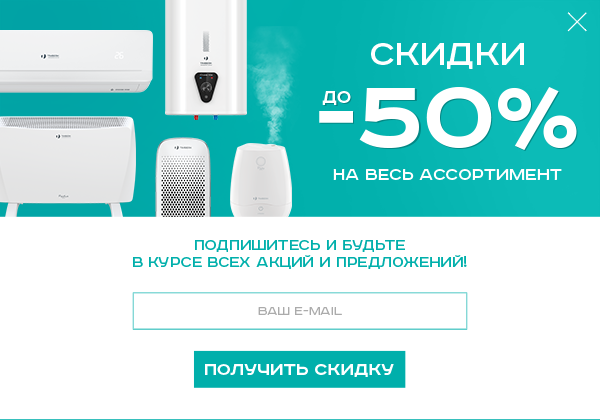 СКИДКИ
ДО
-50%
НА ВЕСЬ АССОРТИМЕНТ
ПОДПИШИТЕСЬ И БУДЬТЕ
В КУРСЕ ВСЕХ АКЦИЙ И ПРЕДЛОЖЕНИЙ!
ВАШ E-MAIL
ПОЛУЧИТЬ СКИДКУ